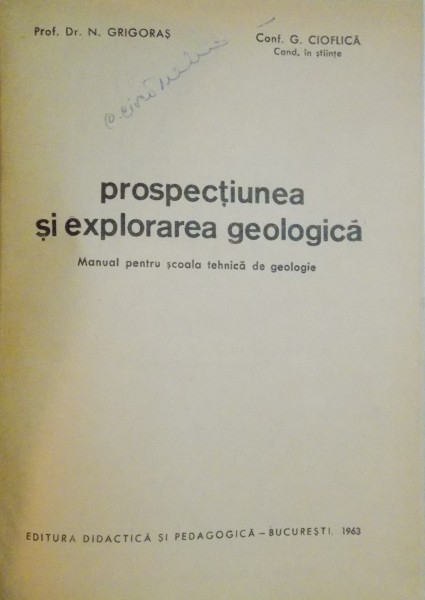 Prof. Dr. N. GRIGORAȘ
Conf. G. CIOFLICĂ
Cand. în științe
prospecțiunea
și explorarea geologică
Manual pentru școala tehnică de geologie
EDITURA DIDACTICĂ ȘI PEDAGOGICĂ – BUCUREȘTI, 1963